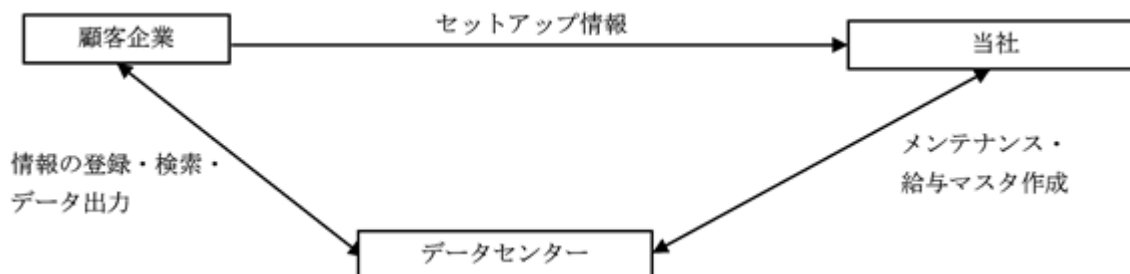 セットアップ情報
顧客企業
当社
情報の登録・検索・
データ出力
メンテナンス・
給与マスタ作成
データセンター